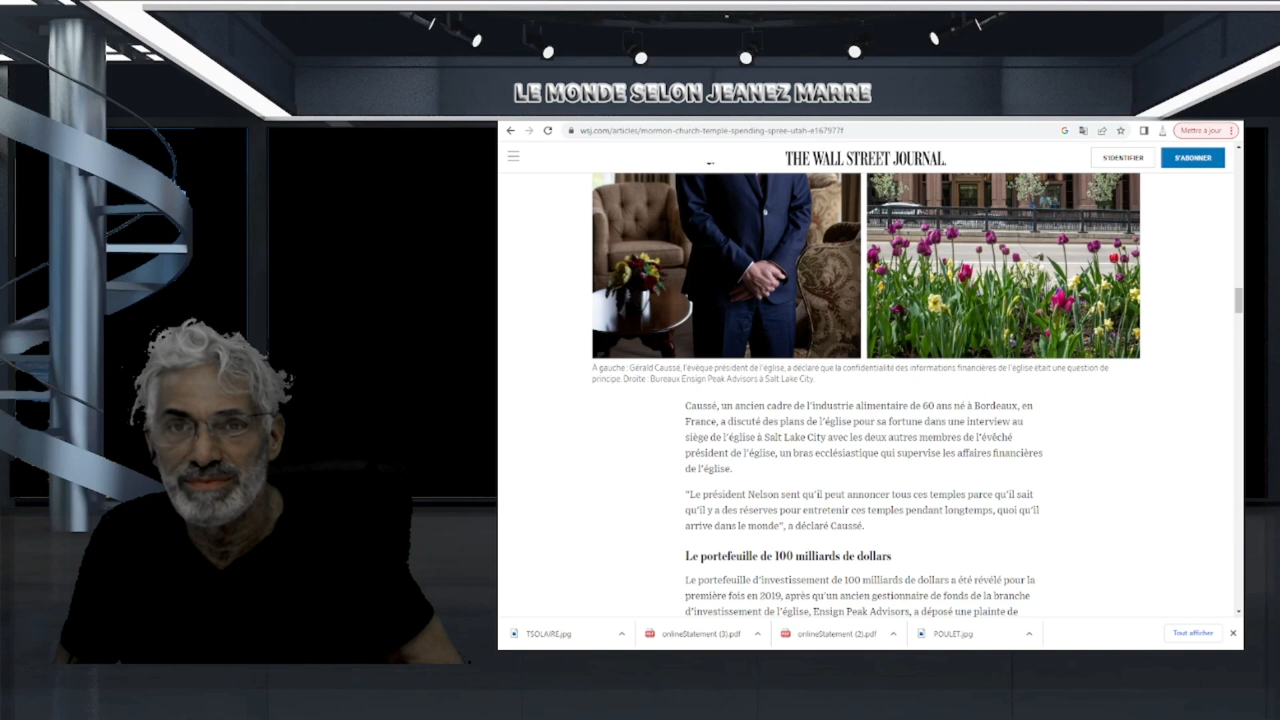 LE MONDE SELON JEANEZ MARRE
wsj.com/articles/mormon-church-temple-spending-spree-utah-e167977f
Mettre à jour
THE WALL STREET JOURNAL.
S'IDENTIFIER
S'ABONNER
À gauche : Gérald Caussé, l'évêque président de l'église, a déclaré que la confidentialité des informations financières de l'église était une question de
principe. Droite : Bureaux Ensign Peak Advisors à Salt Lake City.
Caussé, un ancien cadre de l'industrie alimentaire de 60 ans né à Bordeaux, en
France, a discuté des plans de l'église pour sa fortune dans une interview au
siège de l'église à Salt Lake City avec les deux autres membres de l'évêché
président de l'église, un bras ecclésiastique qui supervise les affaires financières
de l'église.
"Le président Nelson sent qu'il peut annoncer tous ces temples parce qu'il sait
qu'il y a des réserves pour entretenir ces temples pendant longtemps, quoi qu'il
arrive dans le monde", a déclaré Caussé.
Le portefeuille de 100 milliards de dollars
Le portefeuille d'investissement de 100 milliards de dollars a été révélé pour la
première fois en 2019, après qu'un ancien gestionnaire de fonds de la branche
d'investissement de l'église, Ensign Peak Advisors, a déposé une plainte de
TSOLAIRE.jpg
onlineStatement (3).pdf
onlineStatement (2).pdf
POULET.jpg
Tout afficher